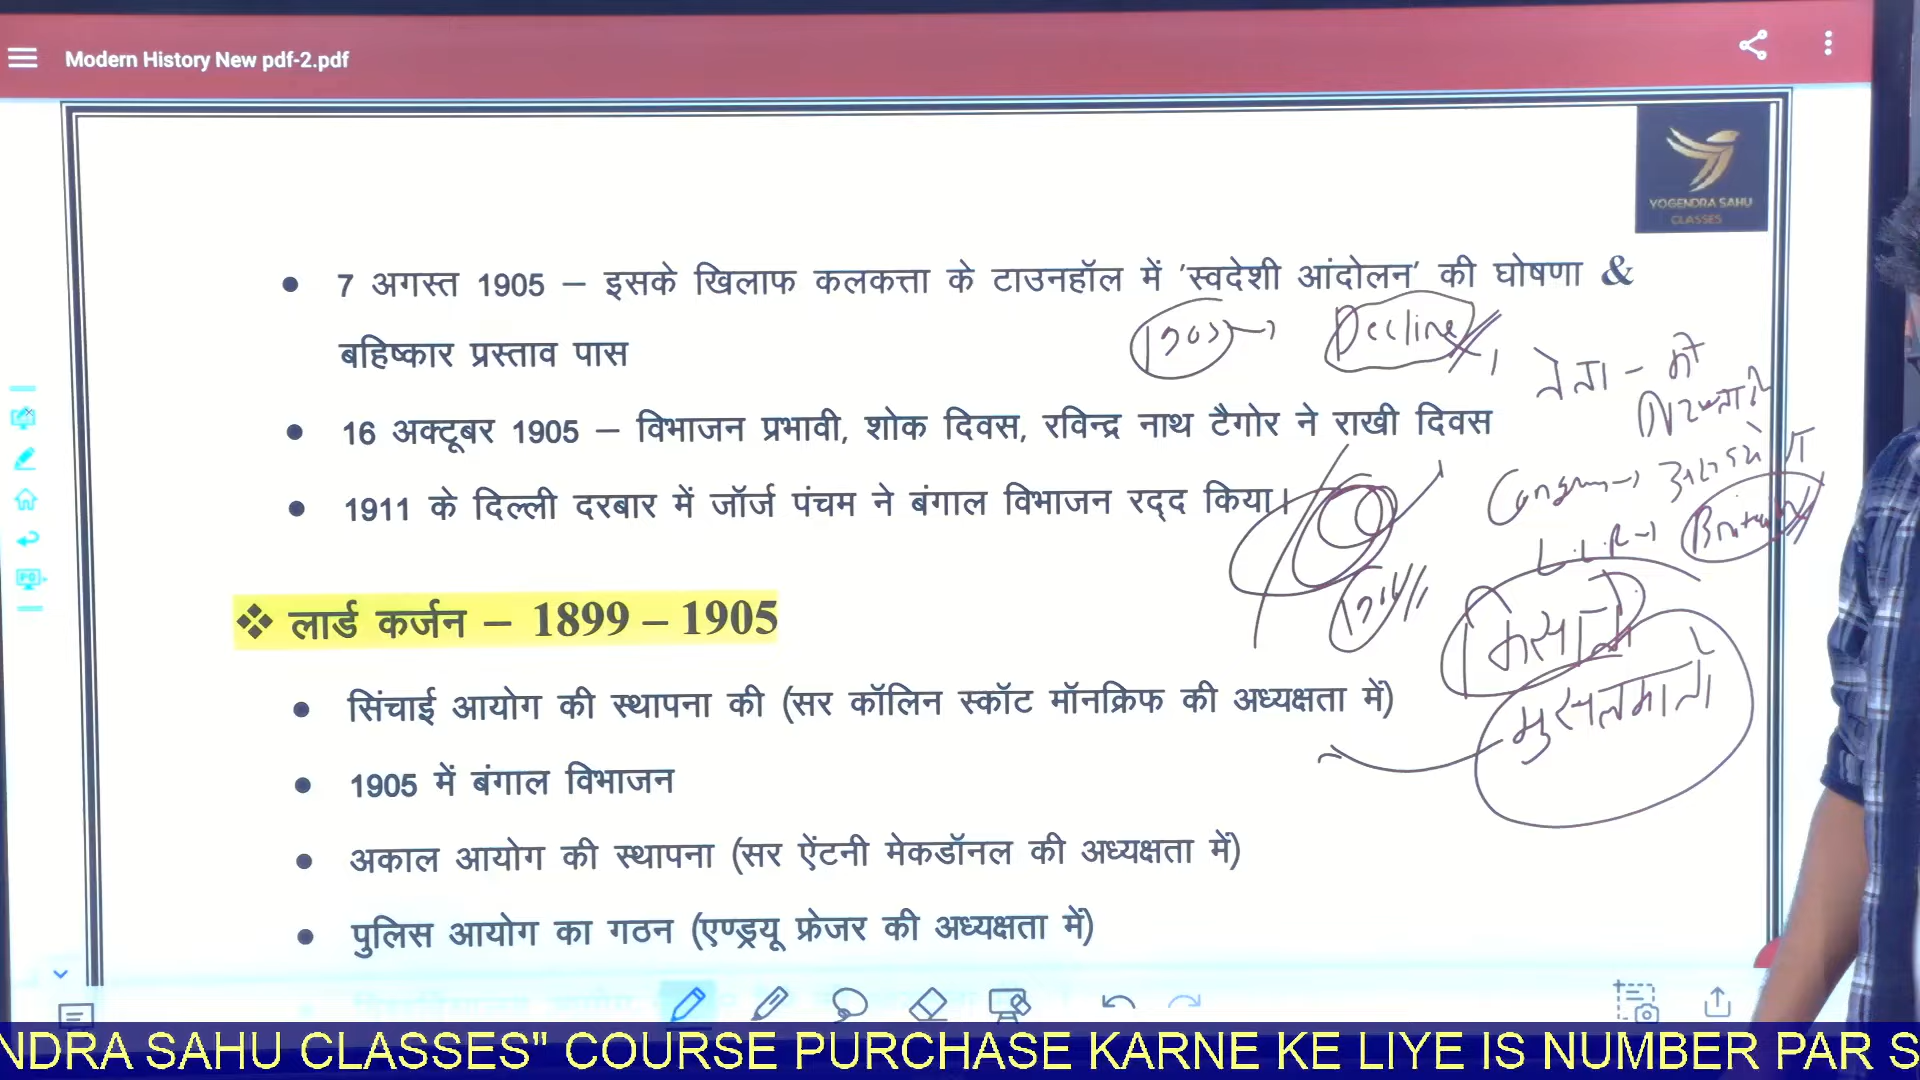 Modern History New pdf-2.pdf
YOGENDRA SAHU
CLASSES
• 7 अगस्त 1905 – इसके खिलाफ कलकत्ता के टाउनहॉल में 'स्वदेशी आंदोलन' की घोषणा &
बहिष्कार प्रस्ताव पास
Decline
नेता - की
• 16 अक्टूबर 1905 – विभाजन प्रभावी, शोक दिवस, रविन्द्र नाथ टैगोर ने राखी दिवस
• 1911 के दिल्ली दरबार में जॉर्ज पंचम ने बंगाल विभाजन रद्द किया।
❖ लार्ड कर्जन – 1899 – 1905
किसानो
मुसलमानो
• सिंचाई आयोग की स्थापना की (सर कॉलिन स्कॉट मॉनक्रिफ की अध्यक्षता में)
• 1905 में बंगाल विभाजन
• अकाल आयोग की स्थापना (सर ऐंटनी मेकडॉनल की अध्यक्षता में)
• पुलिस आयोग का गठन (एण्ड्रयू फ्रेजर की अध्यक्षता में)
NDRA SAHU CLASSES" COURSE PURCHASE KARNE KE LIYE IS NUMBER PAR S